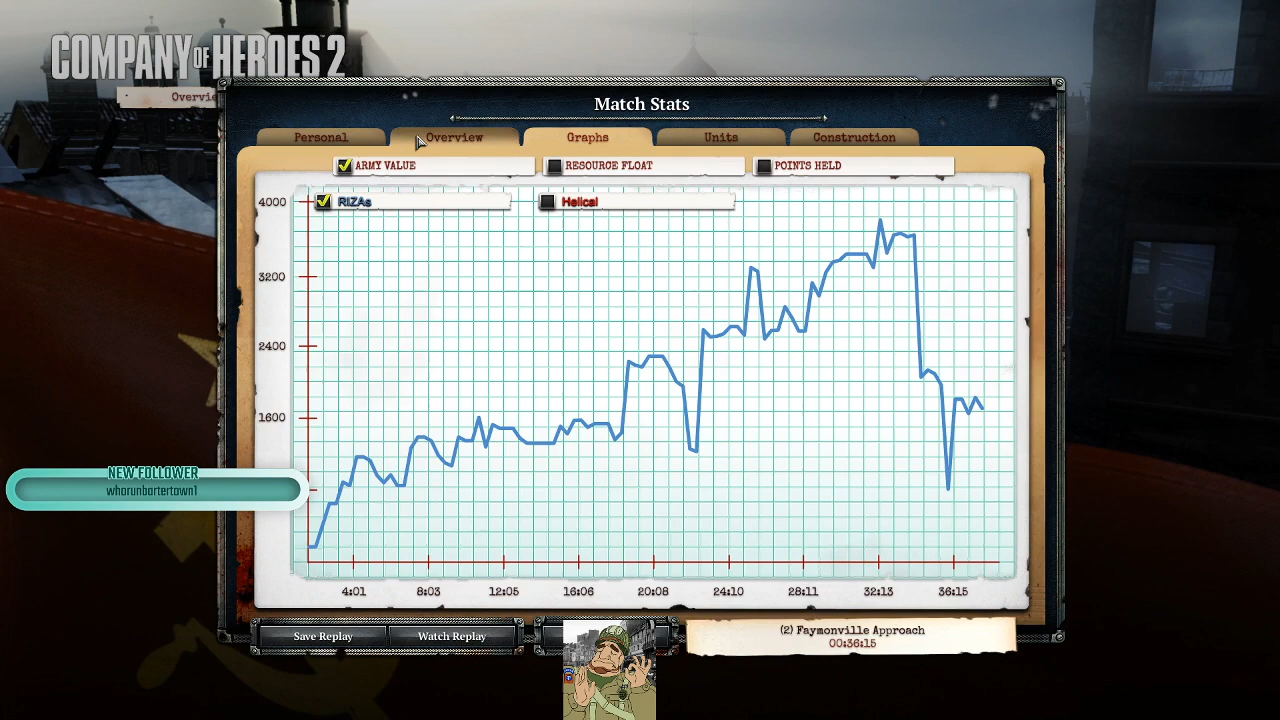 COMPANY OF HEROES 2
Overvie
Match Stats
Personal
Overview
Graphs
Units
Construction
ARMY VALUE
RESOURCE FLOAT
POINTS HELD
RIZAs
Helical
4000
3200
2400
1600
NEW FOLLOWER
whorunbartertown1
4:01
8:03
12:05
16:06
20:08
24:10
28:11
32:13
36:15
Save Replay
Watch Replay
(2) Faymonville Approach
00:36:15